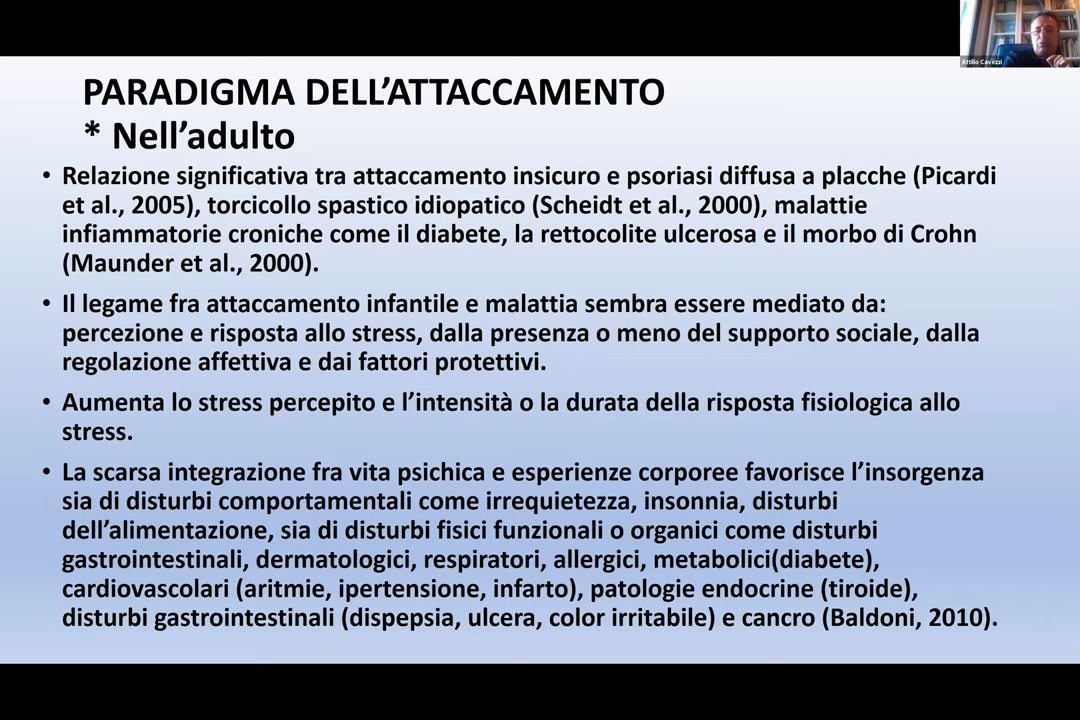 Attilio Cavezzi
PARADIGMA DELL’ATTACCAMENTO
* Nell’adulto
• Relazione significativa tra attaccamento insicuro e psoriasi diffusa a placche (Picardi
et al., 2005), torcicollo spastico idiopatico (Scheidt et al., 2000), malattie
infiammatorie croniche come il diabete, la rettocolite ulcerosa e il morbo di Crohn
(Maunder et al., 2000).
• Il legame fra attaccamento infantile e malattia sembra essere mediato da:
percezione e risposta allo stress, dalla presenza o meno del supporto sociale, dalla
regolazione affettiva e dai fattori protettivi.
• Aumenta lo stress percepito e l’intensità o la durata della risposta fisiologica allo
stress.
• La scarsa integrazione fra vita psichica e esperienze corporee favorisce l’insorgenza
sia di disturbi comportamentali come irrequietezza, insonnia, disturbi
dell’alimentazione, sia di disturbi fisici funzionali o organici come disturbi
gastrointestinali, dermatologici, respiratori, allergici, metabolici(diabete),
cardiovascolari (aritmie, ipertensione, infarto), patologie endocrine (tiroide),
disturbi gastrointestinali (dispepsia, ulcera, color irritabile) e cancro (Baldoni, 2010).